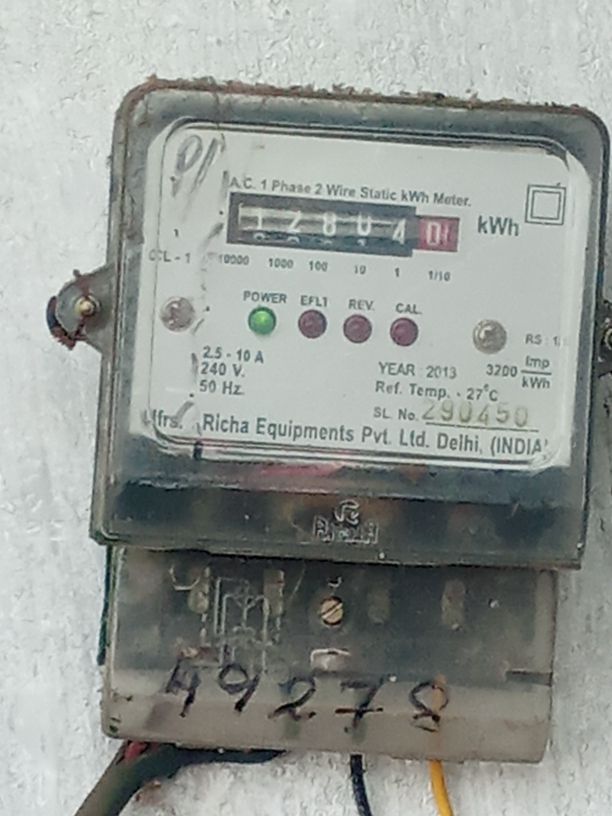 A.C. 1 Phase 2 Wire Static kWh Meter.
1 2 8 0 4 0 kWh
CL - 1
10000 1000 100 10 1 1/10
POWER EFLT REV. CAL.
2.5 - 10 A
240 V.
50 Hz.
YEAR : 2013
Ref. Temp. - 27°C
3200 Imp/kWh
SL. No. 290450
Mfrs. Richa Equipments Pvt. Ltd. Delhi, (INDIA)
49278